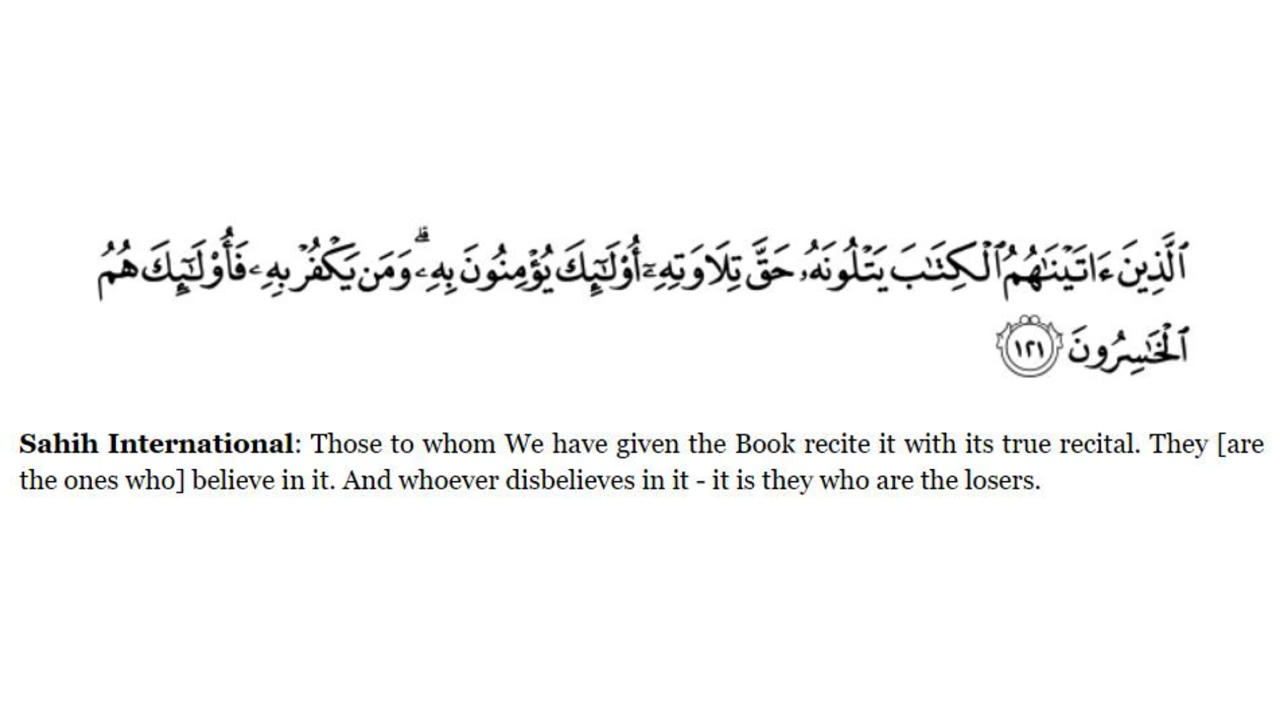 ٱلَّذِينَ ءَاتَيْنَٰهُمُ ٱلْكِتَٰبَ يَتْلُونَهُۥ حَقَّ تِلَاوَتِهِۦٓ أُو۟لَٰٓئِكَ يُؤْمِنُونَ بِهِۦ ۗ وَمَن يَكْفُرْ بِهِۦ فَأُو۟لَٰٓئِكَ هُمُ
ٱلْخَٰسِرُونَ ١٢١
Sahih International: Those to whom We have given the Book recite it with its true recital. They [are
the ones who] believe in it. And whoever disbelieves in it - it is they who are the losers.